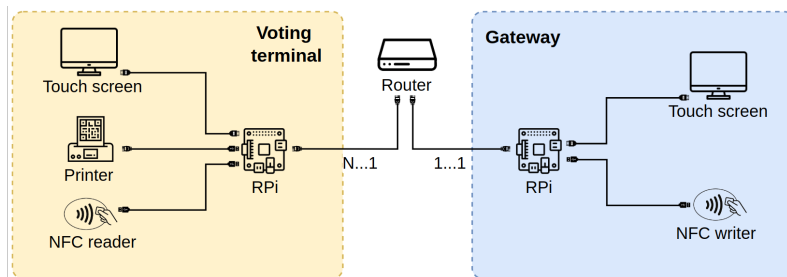 Voting
terminal
Touch screen
Printer
NFC reader
RPi
N...1
Router
1...1
Gateway
RPi
Touch screen
NFC writer